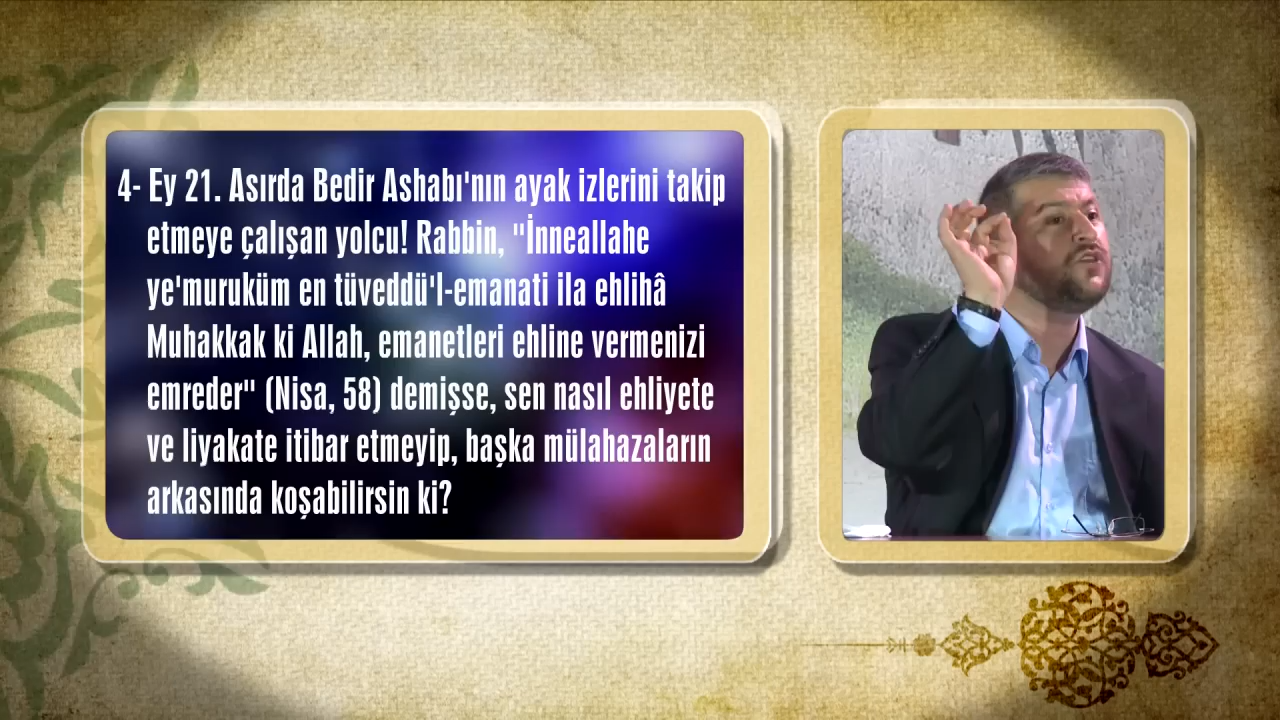 4- Ey 21. Asırda Bedir Ashabı'nın ayak izlerini takip
etmeye çalışan yolcu! Rabbin, "İnneallahe
ye'muruküm en tüveddü'l-emanati ila ehlihâ
Muhakkak ki Allah, emanetleri ehline vermenizi
emreder" (Nisa, 58) demişse, sen nasıl ehliyete
ve liyakate itibar etmeyip, başka mülahazaların
arkasında koşabilirsin ki?